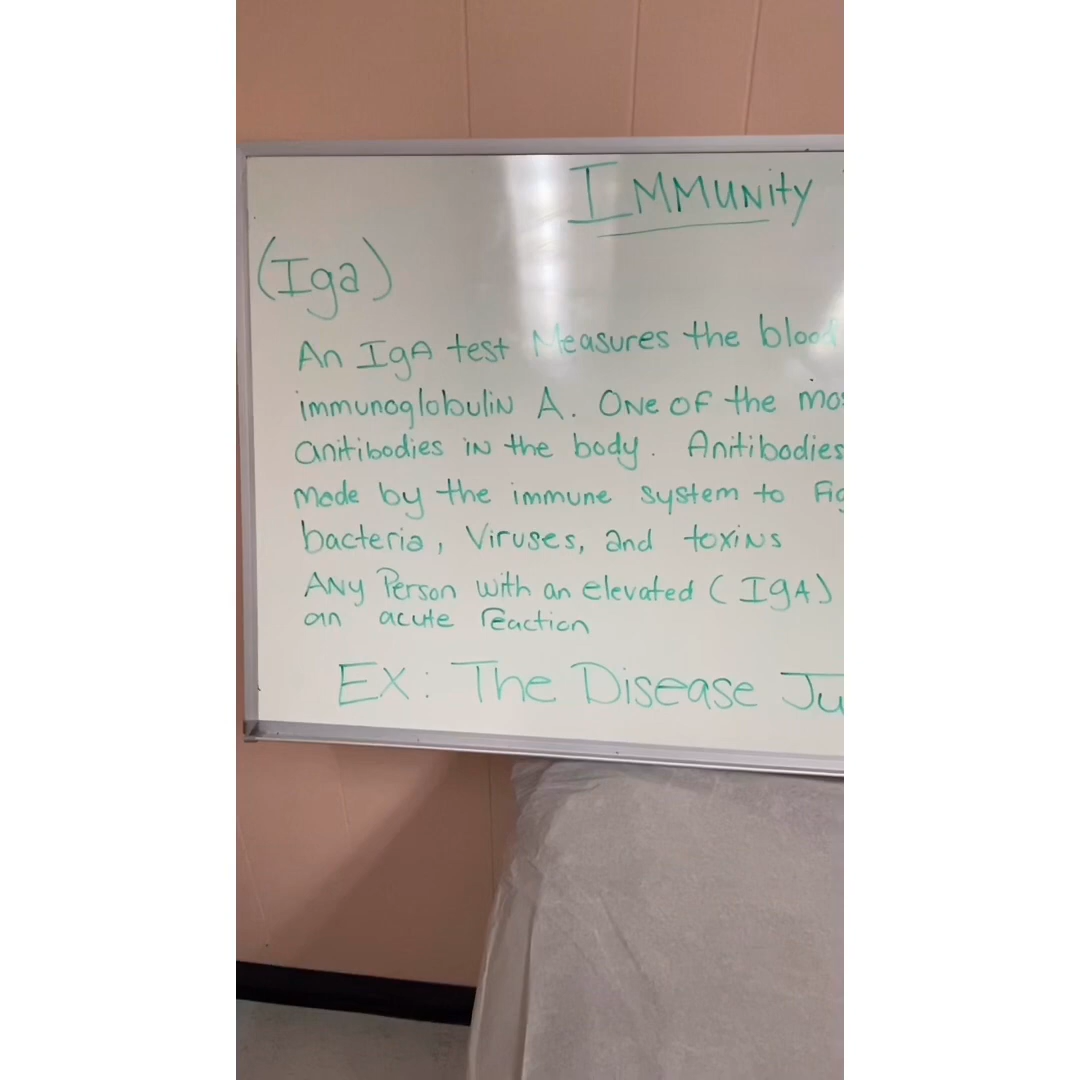 IMMUNity
(Iga)
An IgA test Measures the blood
immunoglobuliN A. ONE OF the
anitibodies iN the body. Anitibodies
made by the immune system to
bacteria, Viruses, and toxiNs
ANy Person with an elevated (IgA)
an acute reaction
EX: The Disease